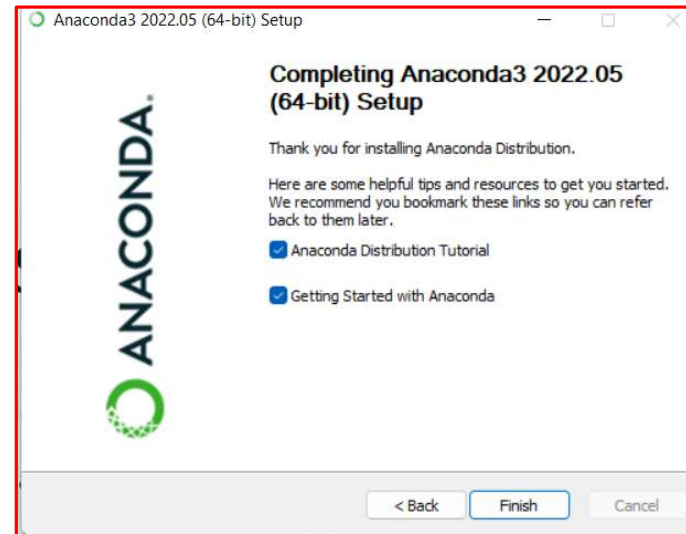 Anaconda3 2022.05 (64-bit) Setup
ANACONDA.
Completing Anaconda3 2022.05
(64-bit) Setup
Thank you for installing Anaconda Distribution.
Here are some helpful tips and resources to get you started.
We recommend you bookmark these links so you can refer
back to them later.
Anaconda Distribution Tutorial
Getting Started with Anaconda
< Back
Finish
Cancel